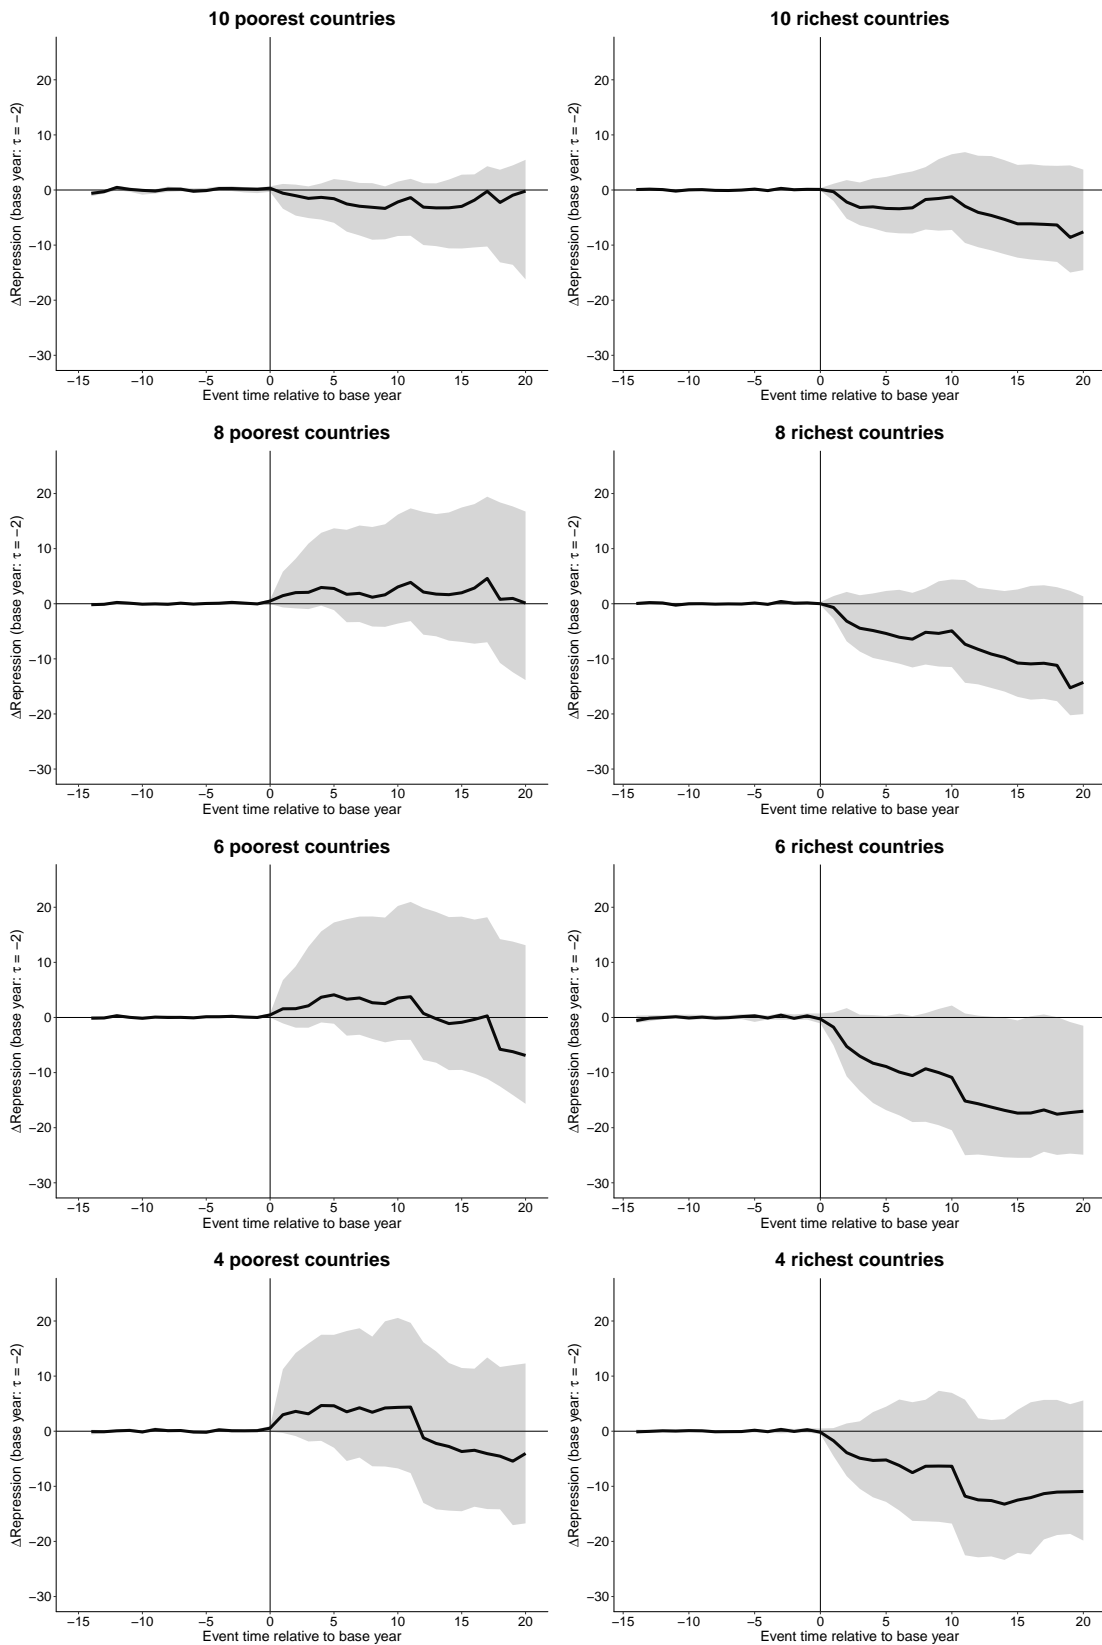 10 poorest countries
20
10
0
−10
−20
−30
ΔRepression (base year: τ = −2)
−15 −10 −5 0 5 10 15 20
Event time relative to base year
10 richest countries
20
10
0
−10
−20
−30
ΔRepression (base year: τ = −2)
−15 −10 −5 0 5 10 15 20
Event time relative to base year
8 poorest countries
20
10
0
−10
−20
−30
ΔRepression (base year: τ = −2)
−15 −10 −5 0 5 10 15 20
Event time relative to base year
8 richest countries
20
10
0
−10
−20
−30
ΔRepression (base year: τ = −2)
−15 −10 −5 0 5 10 15 20
Event time relative to base year
6 poorest countries
20
10
0
−10
−20
−30
ΔRepression (base year: τ = −2)
−15 −10 −5 0 5 10 15 20
Event time relative to base year
6 richest countries
20
10
0
−10
−20
−30
ΔRepression (base year: τ = −2)
−15 −10 −5 0 5 10 15 20
Event time relative to base year
4 poorest countries
20
10
0
−10
−20
−30
ΔRepression (base year: τ = −2)
−15 −10 −5 0 5 10 15 20
Event time relative to base year
4 richest countries
20
10
0
−10
−20
−30
ΔRepression (base year: τ = −2)
−15 −10 −5 0 5 10 15 20
Event time relative to base year